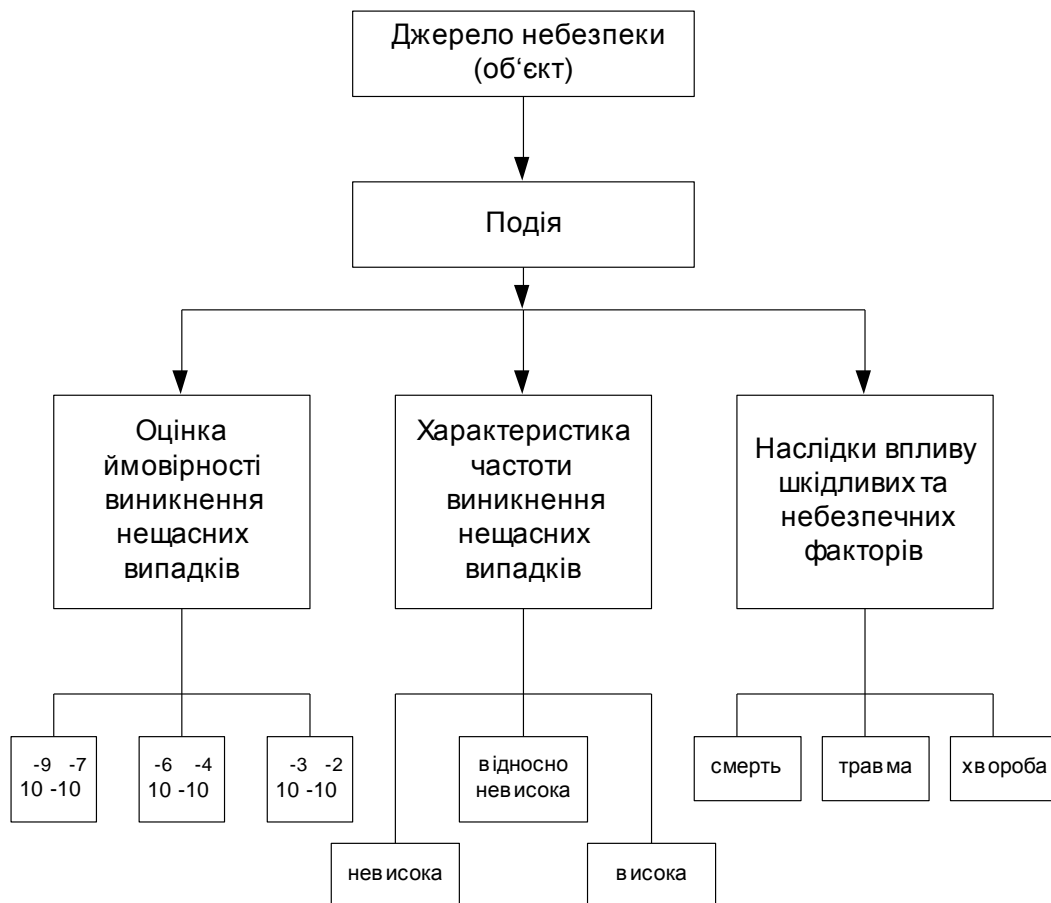 Джерело небезпеки
(об‘єкт)
Подія
Оцінка
ймовірності
виникнення
нещасних
випадків
Характеристика
частоти
виникнення
нещасних
випадків
Наслідки впливу
шкідливих та
небезпечних
факторів
-9 -7
10 -10
-6 -4
10 -10
-3 -2
10 -10
відносно
невисока
невисока
висока
смерть
травма
хвороба